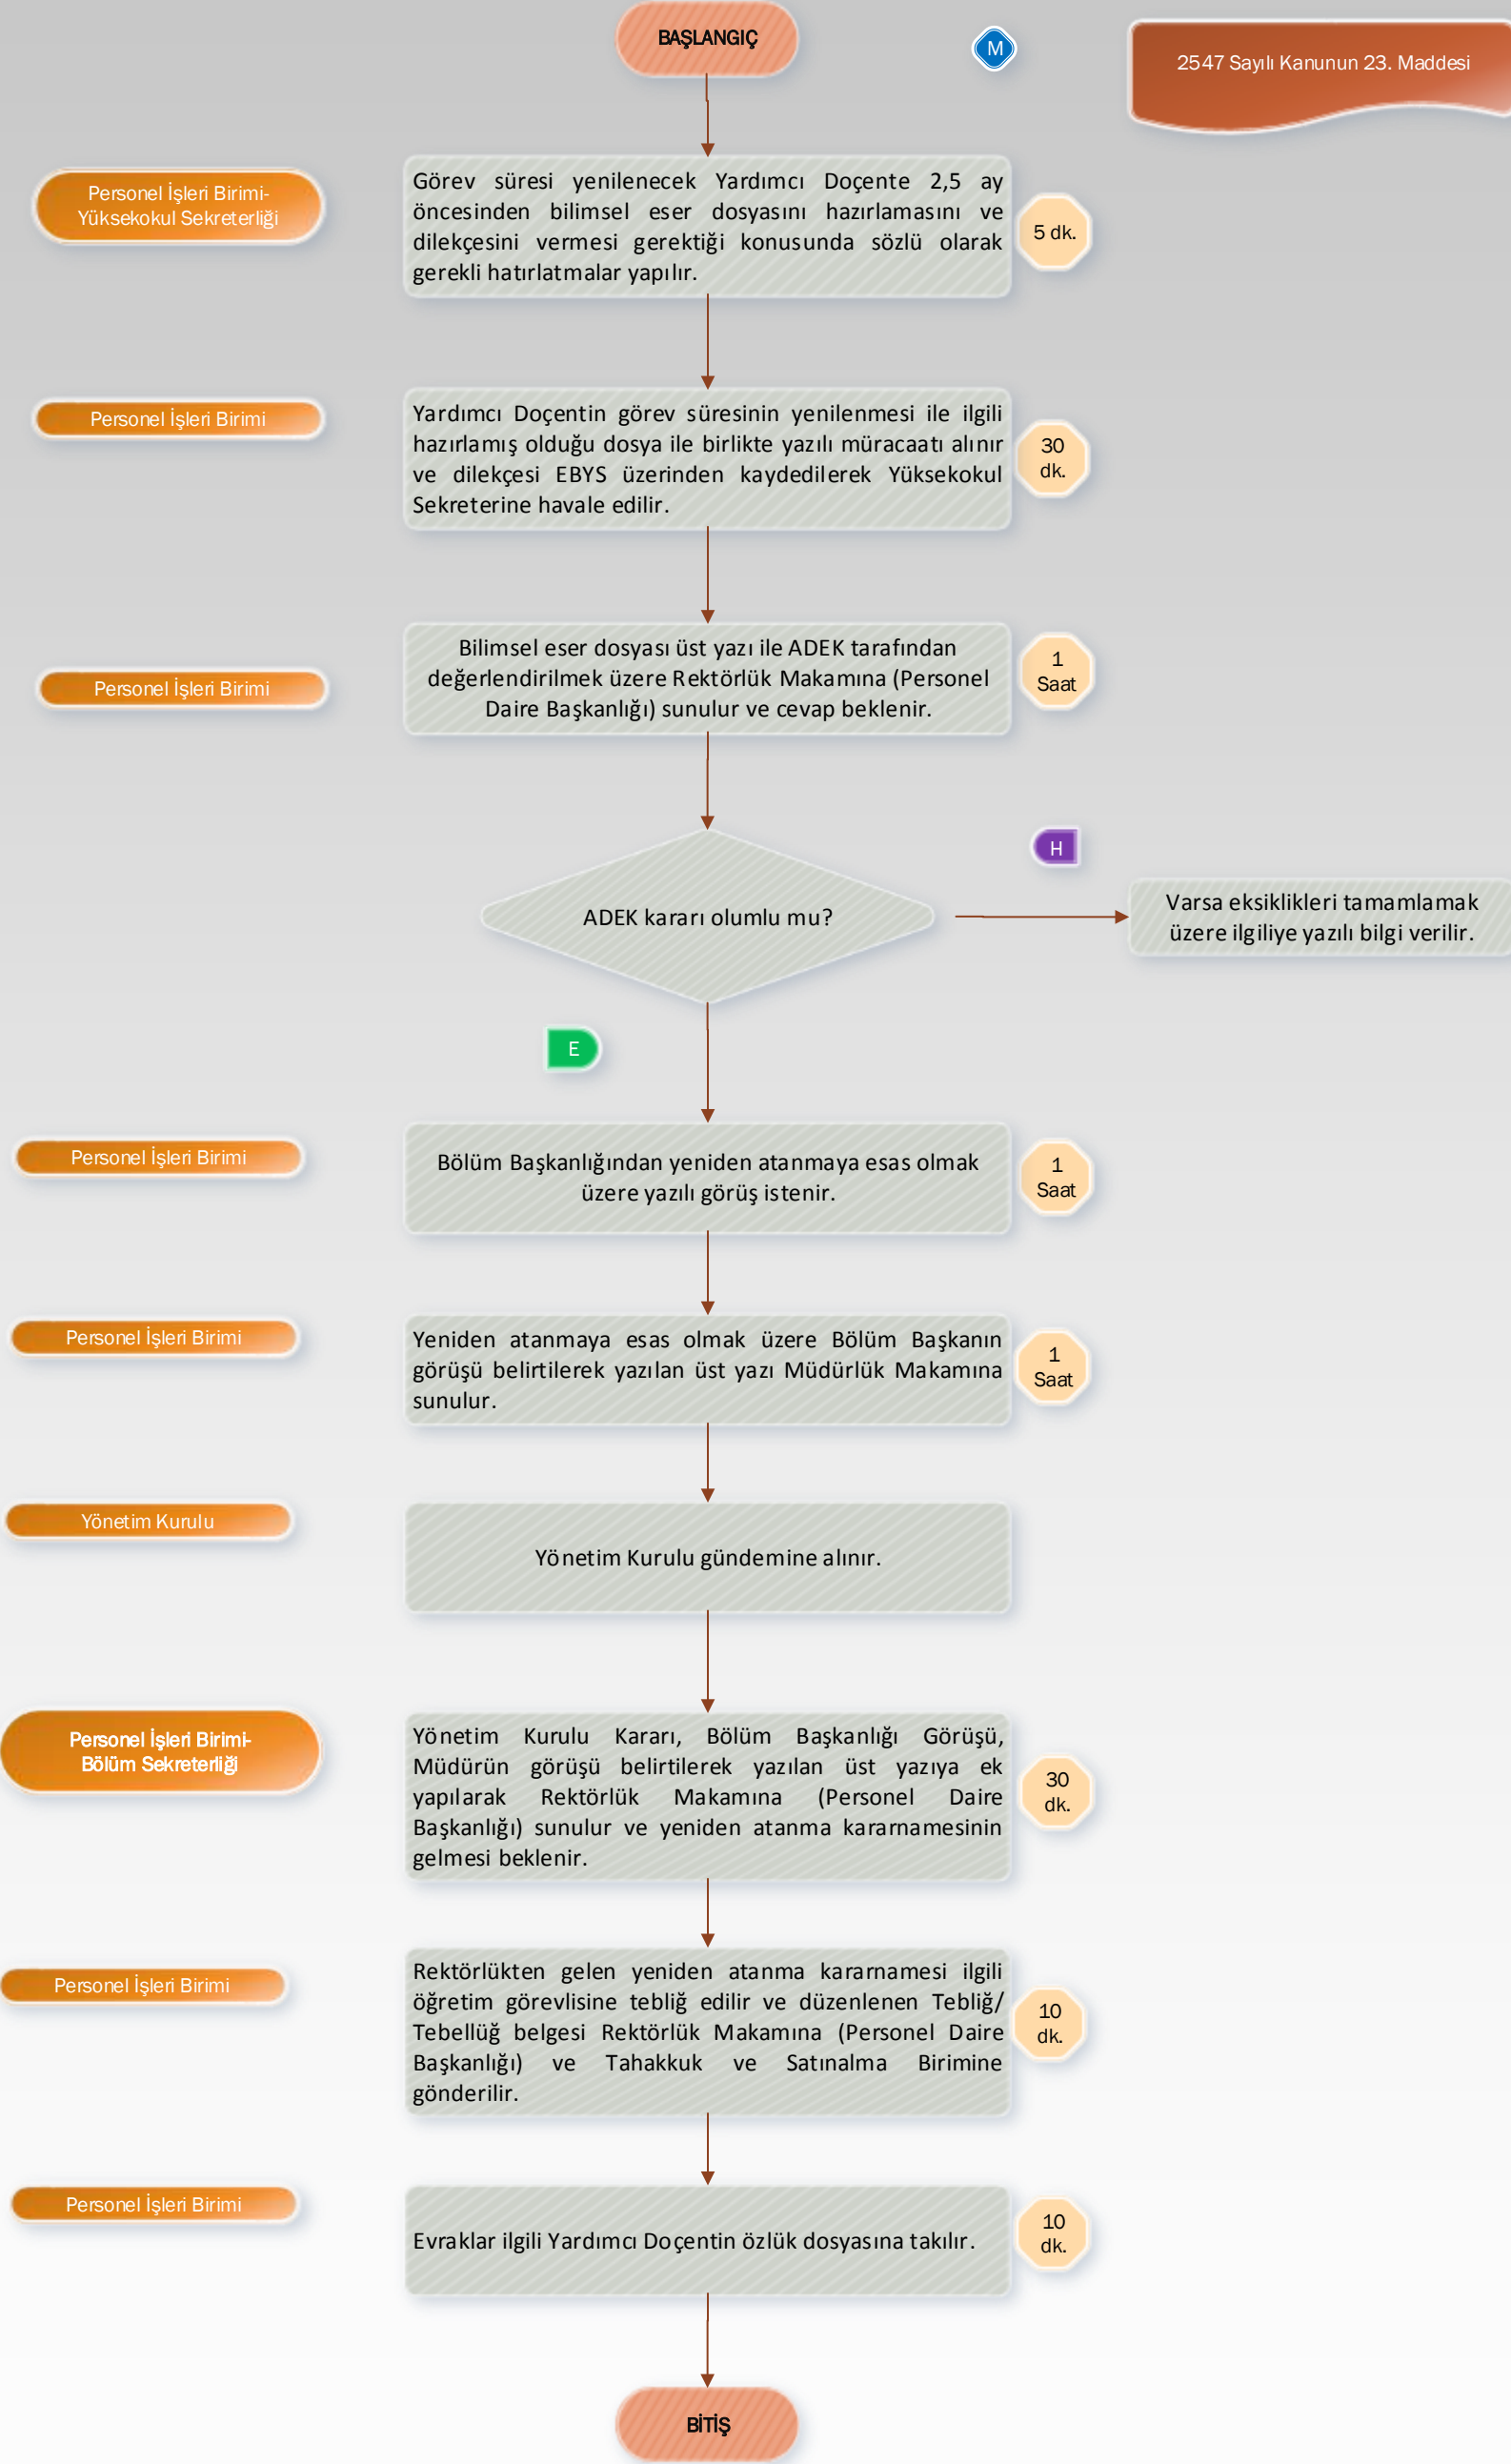 BAŞLANGIÇ
M
2547 Sayılı Kanunun 23. Maddesi
Personel İşleri Birimi-
Yüksekokul Sekreterliği
Görev süresi yenilenecek Yardımcı Doçente 2,5 ay
öncesinden bilimsel eser dosyasını hazırlamasını ve
dilekçesini vermesi gerektiği konusunda sözlü olarak
gerekli hatırlatmalar yapılır.
5 dk.
Personel İşleri Birimi
Yardımcı Doçentin görev süresinin yenilenmesi ile ilgili
hazırlamış olduğu dosya ile birlikte yazılı müracaatı alınır
ve dilekçesi EBYS üzerinden kaydedilerek Yüksekokul
Sekreterine havale edilir.
30
dk.
Personel İşleri Birimi
Bilimsel eser dosyası üst yazı ile ADEK tarafından
değerlendirilmek üzere Rektörlük Makamına (Personel
Daire Başkanlığı) sunulur ve cevap beklenir.
1
Saat
ADEK kararı olumlu mu?
H
Varsa eksiklikleri tamamlamak
üzere ilgiliye yazılı bilgi verilir.
E
Personel İşleri Birimi
Bölüm Başkanlığından yeniden atanmaya esas olmak
üzere yazılı görüş istenir.
1
Saat
Personel İşleri Birimi
Yeniden atanmaya esas olmak üzere Bölüm Başkanın
görüşü belirtilerek yazılan üst yazı Müdürlük Makamına
sunulur.
1
Saat
Yönetim Kurulu
Yönetim Kurulu gündemine alınır.
Personel İşleri Birimi-
Bölüm Sekreterliği
Yönetim Kurulu Kararı, Bölüm Başkanlığı Görüşü,
Müdürün görüşü belirtilerek yazılan üst yazıya ek
yapılarak Rektörlük Makamına (Personel Daire
Başkanlığı) sunulur ve yeniden atanma kararnamesinin
gelmesi beklenir.
30
dk.
Personel İşleri Birimi
Rektörlükten gelen yeniden atanma kararnamesi ilgili
öğretim görevlisine tebliğ edilir ve düzenlenen Tebliğ/
Tebellüğ belgesi Rektörlük Makamına (Personel Daire
Başkanlığı) ve Tahakkuk ve Satınalma Birimine
gönderilir.
10
dk.
Personel İşleri Birimi
Evraklar ilgili Yardımcı Doçentin özlük dosyasına takılır.
10
dk.
BİTİŞ